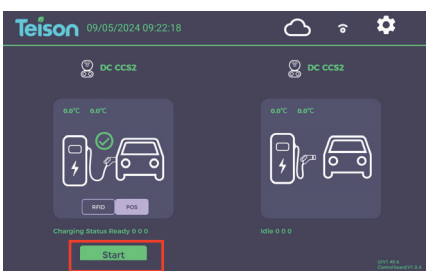 Teison 09/05/2024 09:22:18
DC CCS2
DC CCS2
0.0°C 0.0°C
0.0°C 0.0°C
RFID POS
Charging Status Ready 0 0 0
Idle 0 0 0
Start